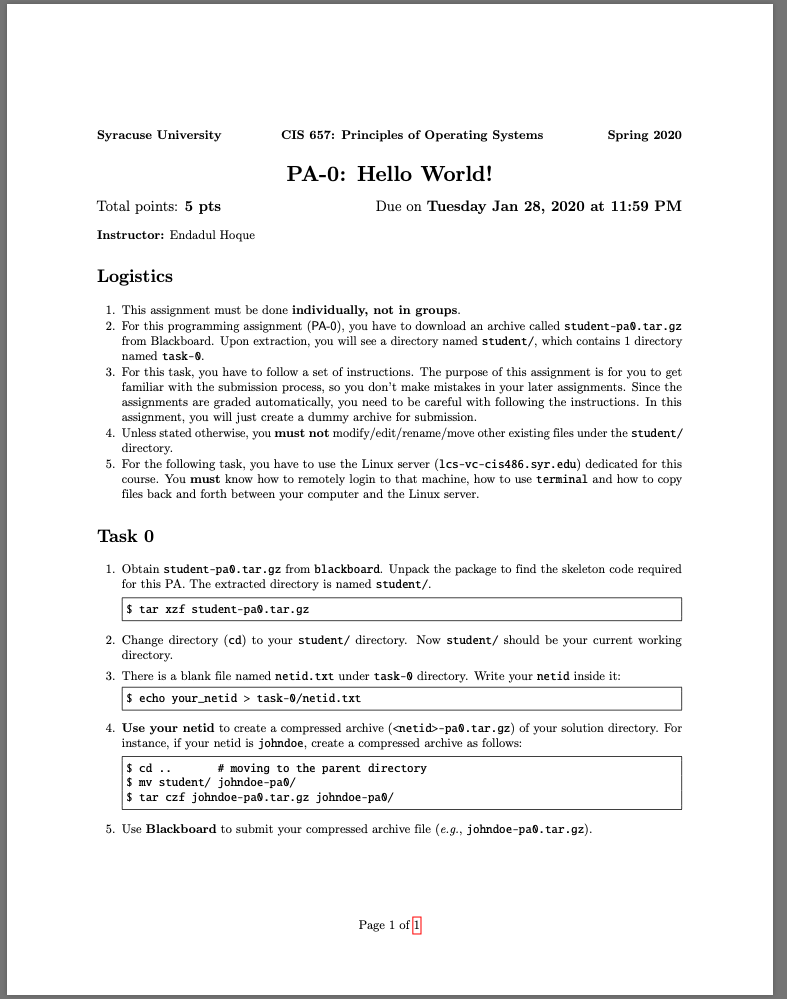 Syracuse University CIS 657: Principles of Operating Systems Spring 2020
PA-0: Hello World!
Total points: 5 pts Due on Tuesday Jan 28, 2020 at 11:59 PM
Instructor: Endadul Hoque
Logistics
1. This assignment must be done individually, not in groups.
2. For this programming assignment (PA-0), you have to download an archive called student-pa0.tar.gz
from Blackboard. Upon extraction, you will see a directory named student/, which contains 1 directory
named task-0.
3. For this task, you have to follow a set of instructions. The purpose of this assignment is for you to get
familiar with the submission process, so you don't make mistakes in your later assignments. Since the
assignments are graded automatically, you need to be careful with following the instructions. In this
assignment, you will just create a dummy archive for submission.
4. Unless stated otherwise, you must not modify/edit/rename/move other existing files under the student/
directory.
5. For the following task, you have to use the Linux server (lcs-vc-cis486.syr.edu) dedicated for this
course. You must know how to remotely login to that machine, how to use terminal and how to copy
files back and forth between your computer and the Linux server.
Task 0
1. Obtain student-pa0.tar.gz from blackboard. Unpack the package to find the skeleton code required
for this PA. The extracted directory is named student/.
$ tar xzf student-pa0.tar.gz
2. Change directory (cd) to your student/ directory. Now student/ should be your current working
directory.
3. There is a blank file named netid.txt under task-0 directory. Write your netid inside it:
$ echo your_netid > task-0/netid.txt
4. Use your netid to create a compressed archive (<netid>-pa0.tar.gz) of your solution directory. For
instance, if your netid is johndoe, create a compressed archive as follows:
$ cd .. # moving to the parent directory
$ mv student/ johndoe-pa0/
$ tar czf johndoe-pa0.tar.gz johndoe-pa0/
5. Use Blackboard to submit your compressed archive file (e.g., johndoe-pa0.tar.gz).
Page 1 of 1